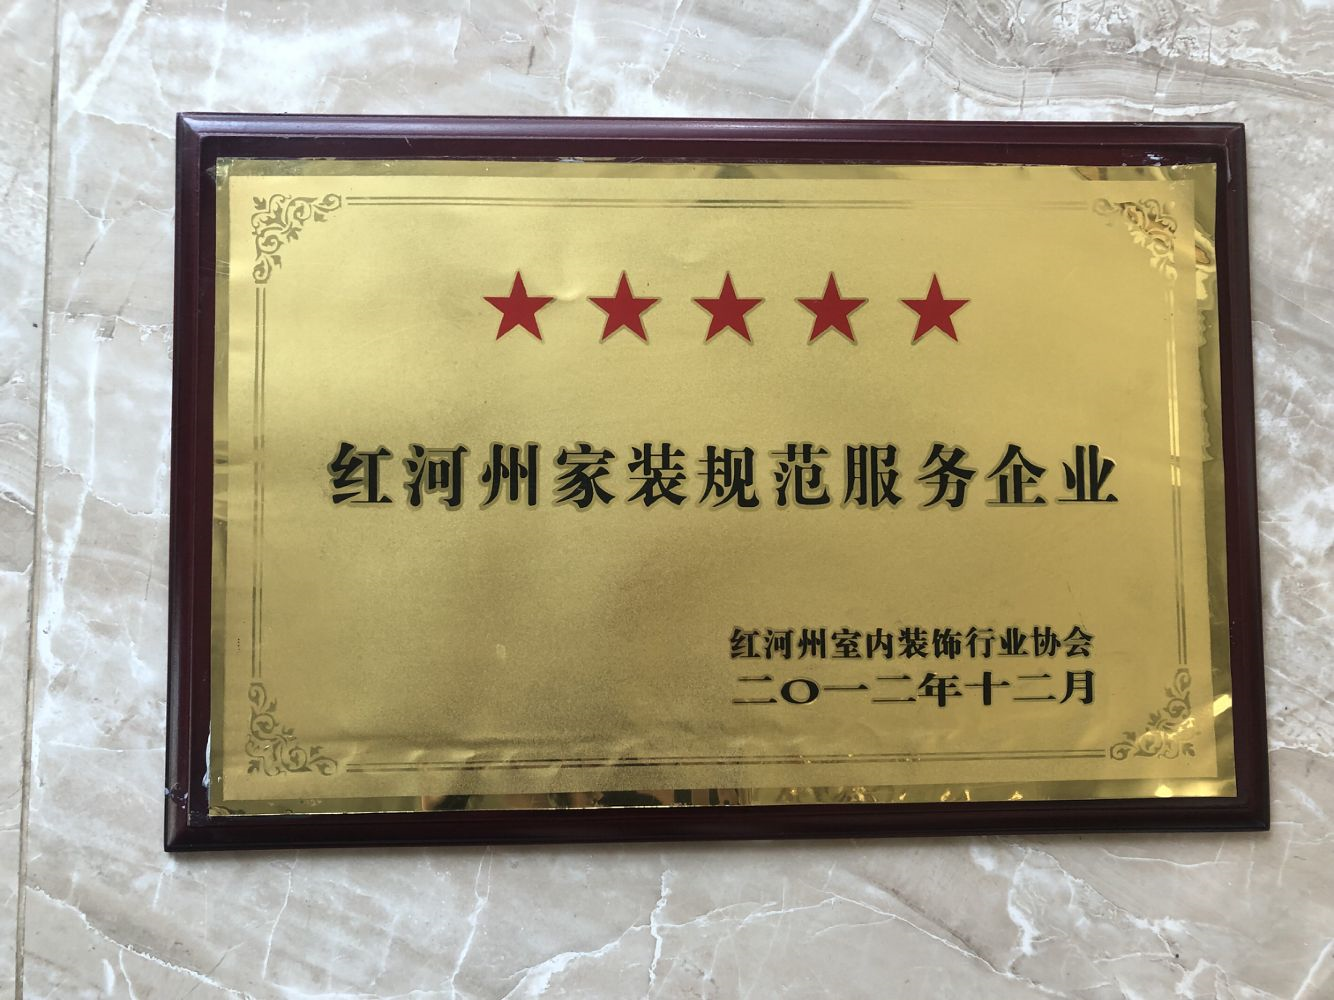 红河州家装规范服务企业
红河州室内装饰行业协会
二〇一二年十二月